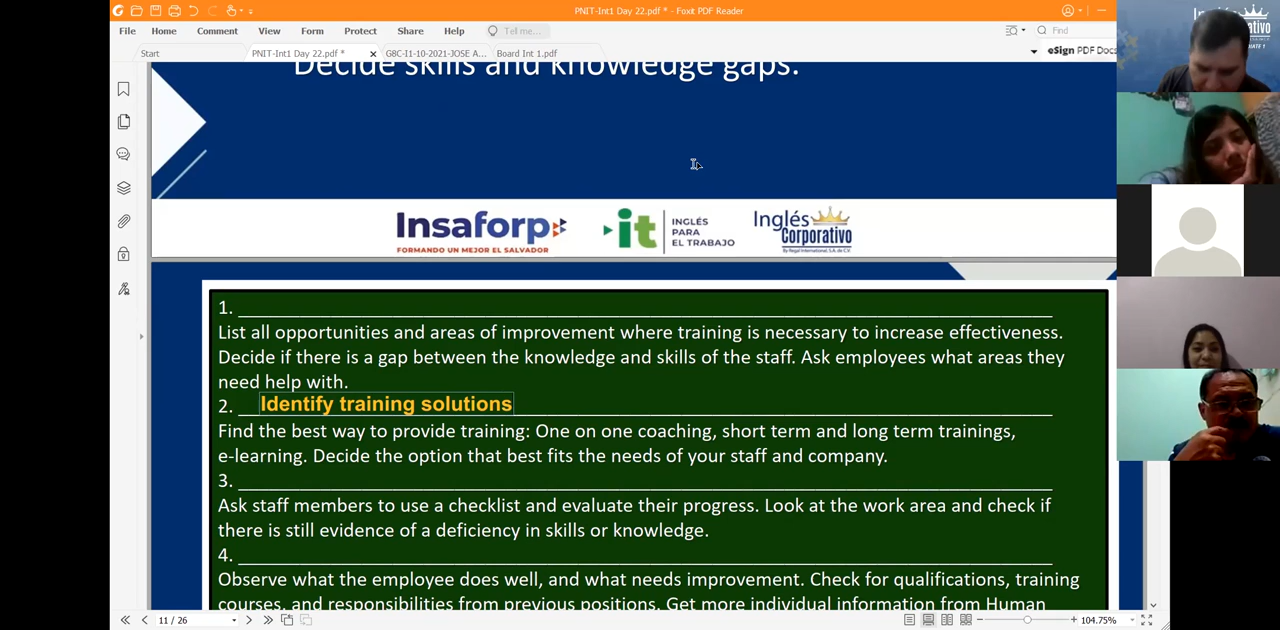 PNIT-Int1 Day 22.pdf * - Foxit PDF Reader
File Home Comment View Form Protect Share Help Tell me... Find
Start PNIT-Int1 Day 22.pdf * GBC-I1-10-2021-JOSE A... Board Int 1.pdf eSign PDF Docs
Decide skills and knowledge gaps.
Insaforp
FORMANDO UN MEJOR EL SALVADOR
it
INGLÉS
PARA
EL TRABAJO
Inglés
Corporativo
By Regal International, S.A. de C.V.
1.
List all opportunities and areas of improvement where training is necessary to increase effectiveness.
Decide if there is a gap between the knowledge and skills of the staff. Ask employees what areas they
need help with.
2. Identify training solutions
Find the best way to provide training: One on one coaching, short term and long term trainings,
e-learning. Decide the option that best fits the needs of your staff and company.
3.
Ask staff members to use a checklist and evaluate their progress. Look at the work area and check if
there is still evidence of a deficiency in skills or knowledge.
4.
Observe what the employee does well, and what needs improvement. Check for qualifications, training
courses, and responsibilities from previous positions. Get more individual information from Human
11 / 26
104.75%